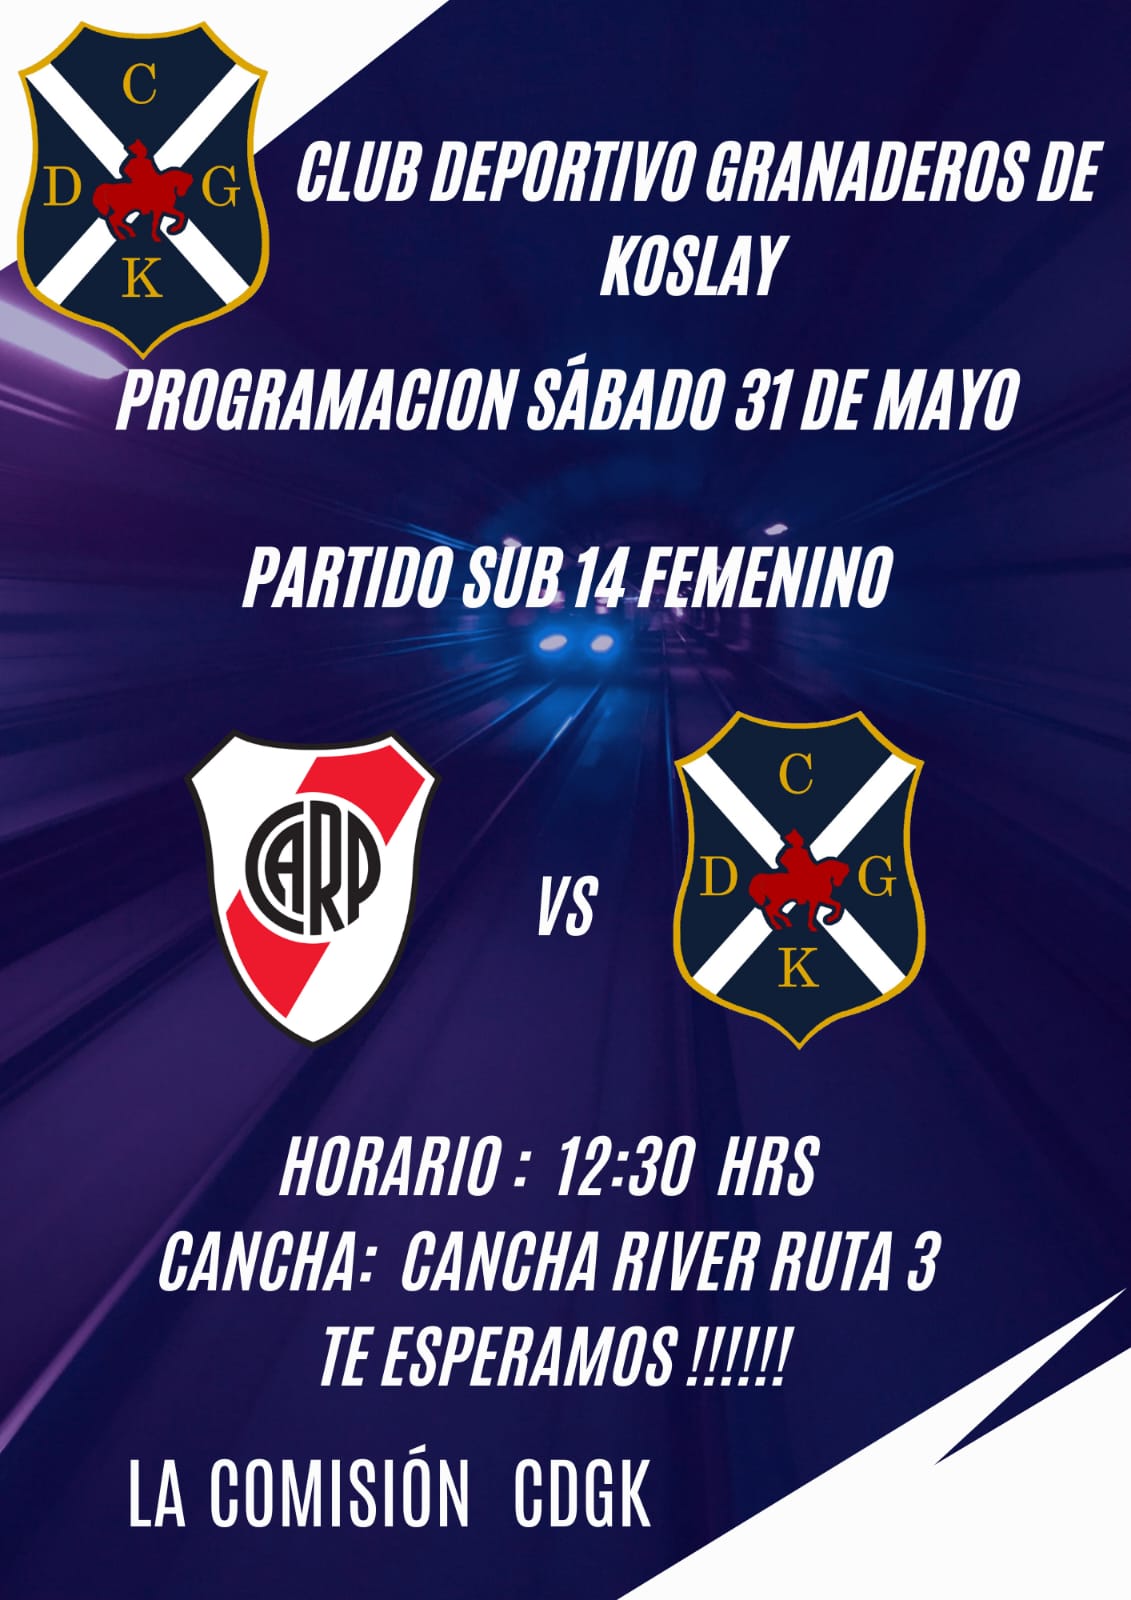 C
D G
K
CLUB DEPORTIVO GRANADEROS DE
KOSLAY
PROGRAMACION SÁBADO 31 DE MAYO
PARTIDO SUB 14 FEMENINO
CARP
VS
C
D G
K
HORARIO : 12:30 HRS
CANCHA: CANCHA RIVER RUTA 3
TE ESPERAMOS !!!!!!
LA COMISIÓN CDGK